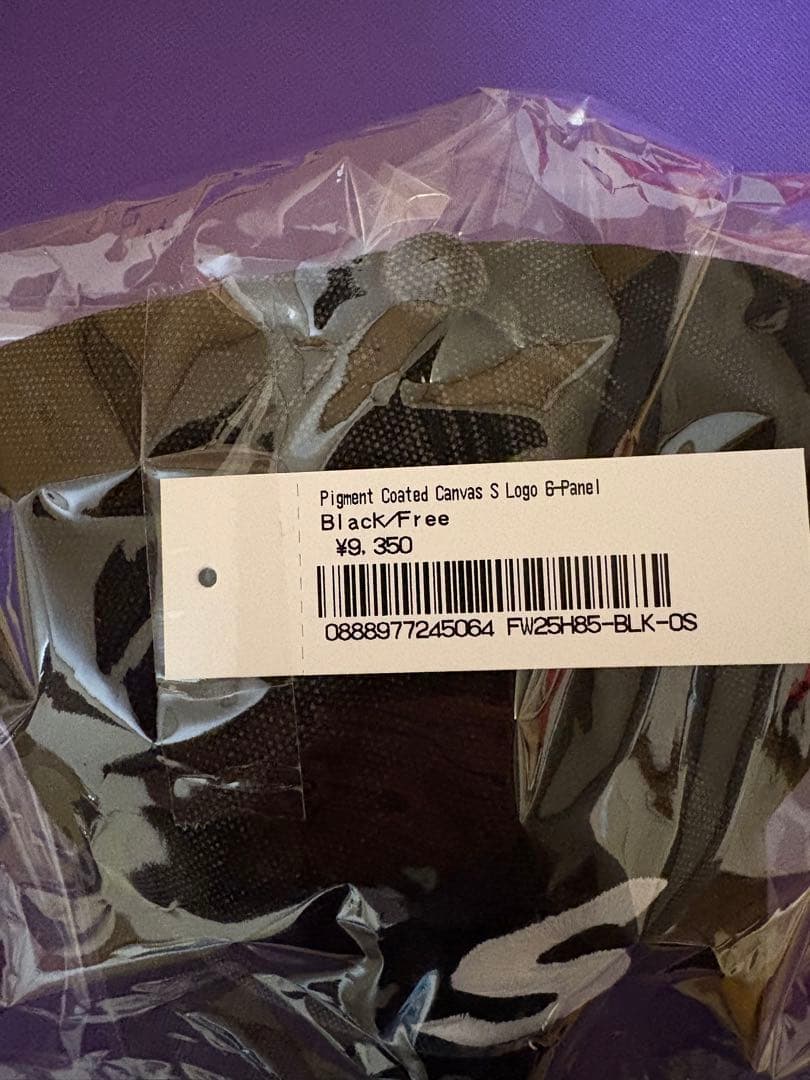 Pigment Coated Canvas S Logo 6-Panel
Black/Free
¥9,350
0888977245064 FW25H85-BLK-OS
S